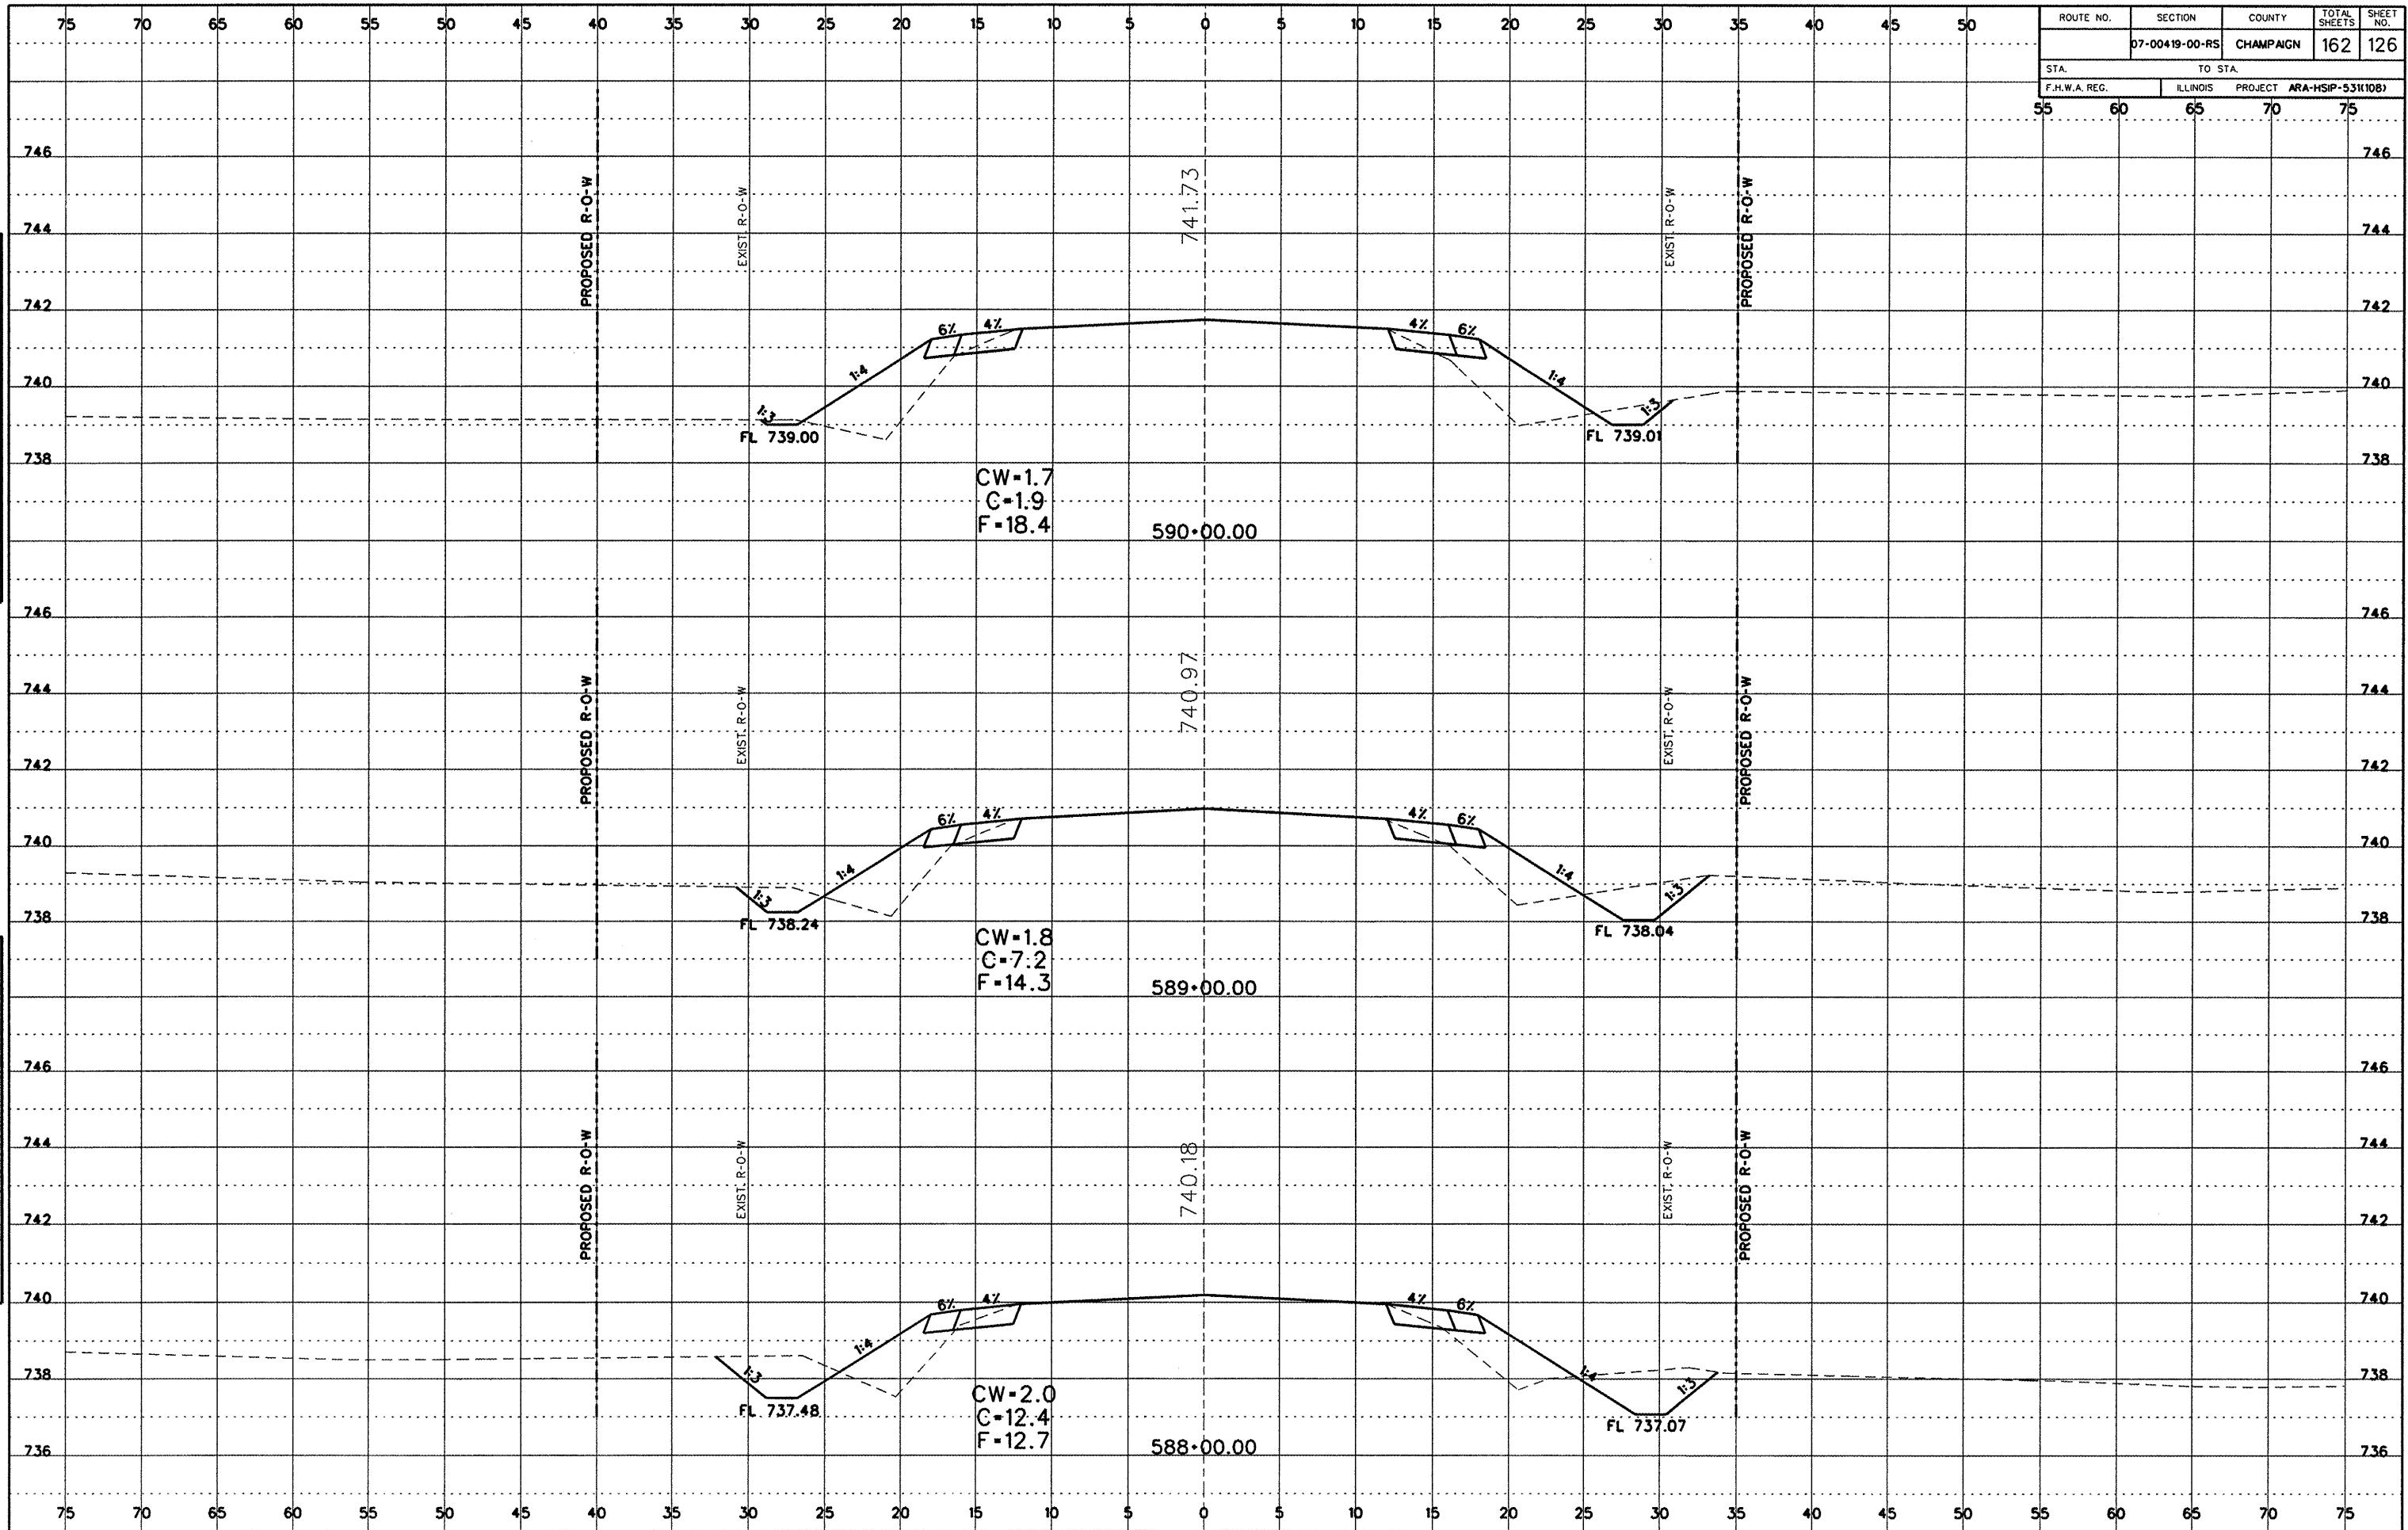 75 70 65 60 55 50 45 40 35 30 25 20 15 10 5 0 5 10 15 20 25 30 35 40 45 50
ROUTE NO. SECTION COUNTY TOTAL SHEETS SHEET NO.
07-00419-00-RS CHAMPAIGN 162 126
STA. TO STA.
F.H.W.A. REG. ILLINOIS PROJECT ARA-HSIP-531(108)
55 60 65 70 75
746 746
PROPOSED R-O-W EXIST. R-O-W 741.73 EXIST. R-O-W PROPOSED R-O-W
744 744
742 742
6% 4% 4% 6%
740 1:4 1:4 740
1:3 1:3
FL 739.00 FL 739.01
738 738
CW=1.7
C=1.9
F=18.4 590+00.00
746 746
PROPOSED R-O-W EXIST. R-O-W 740.97 EXIST. R-O-W PROPOSED R-O-W
744 744
742 742
6% 4% 4% 6%
740 740
1:4 1:4
1:3 1:3
738 FL 738.24 FL 738.04 738
CW=1.8
C=7.2
F=14.3 589+00.00
746 746
744 744
PROPOSED R-O-W EXIST. R-O-W 740.18 EXIST. R-O-W PROPOSED R-O-W
742 742
740 6% 4% 4% 6% 740
1:4 1:4
738 1:3 1:3 738
FL 737.48 FL 737.07
CW=2.0
C=12.4
F=12.7 588+00.00
736 736
75 70 65 60 55 50 45 40 35 30 25 20 15 10 5 0 5 10 15 20 25 30 35 40 45 50 55 60 65 70 75